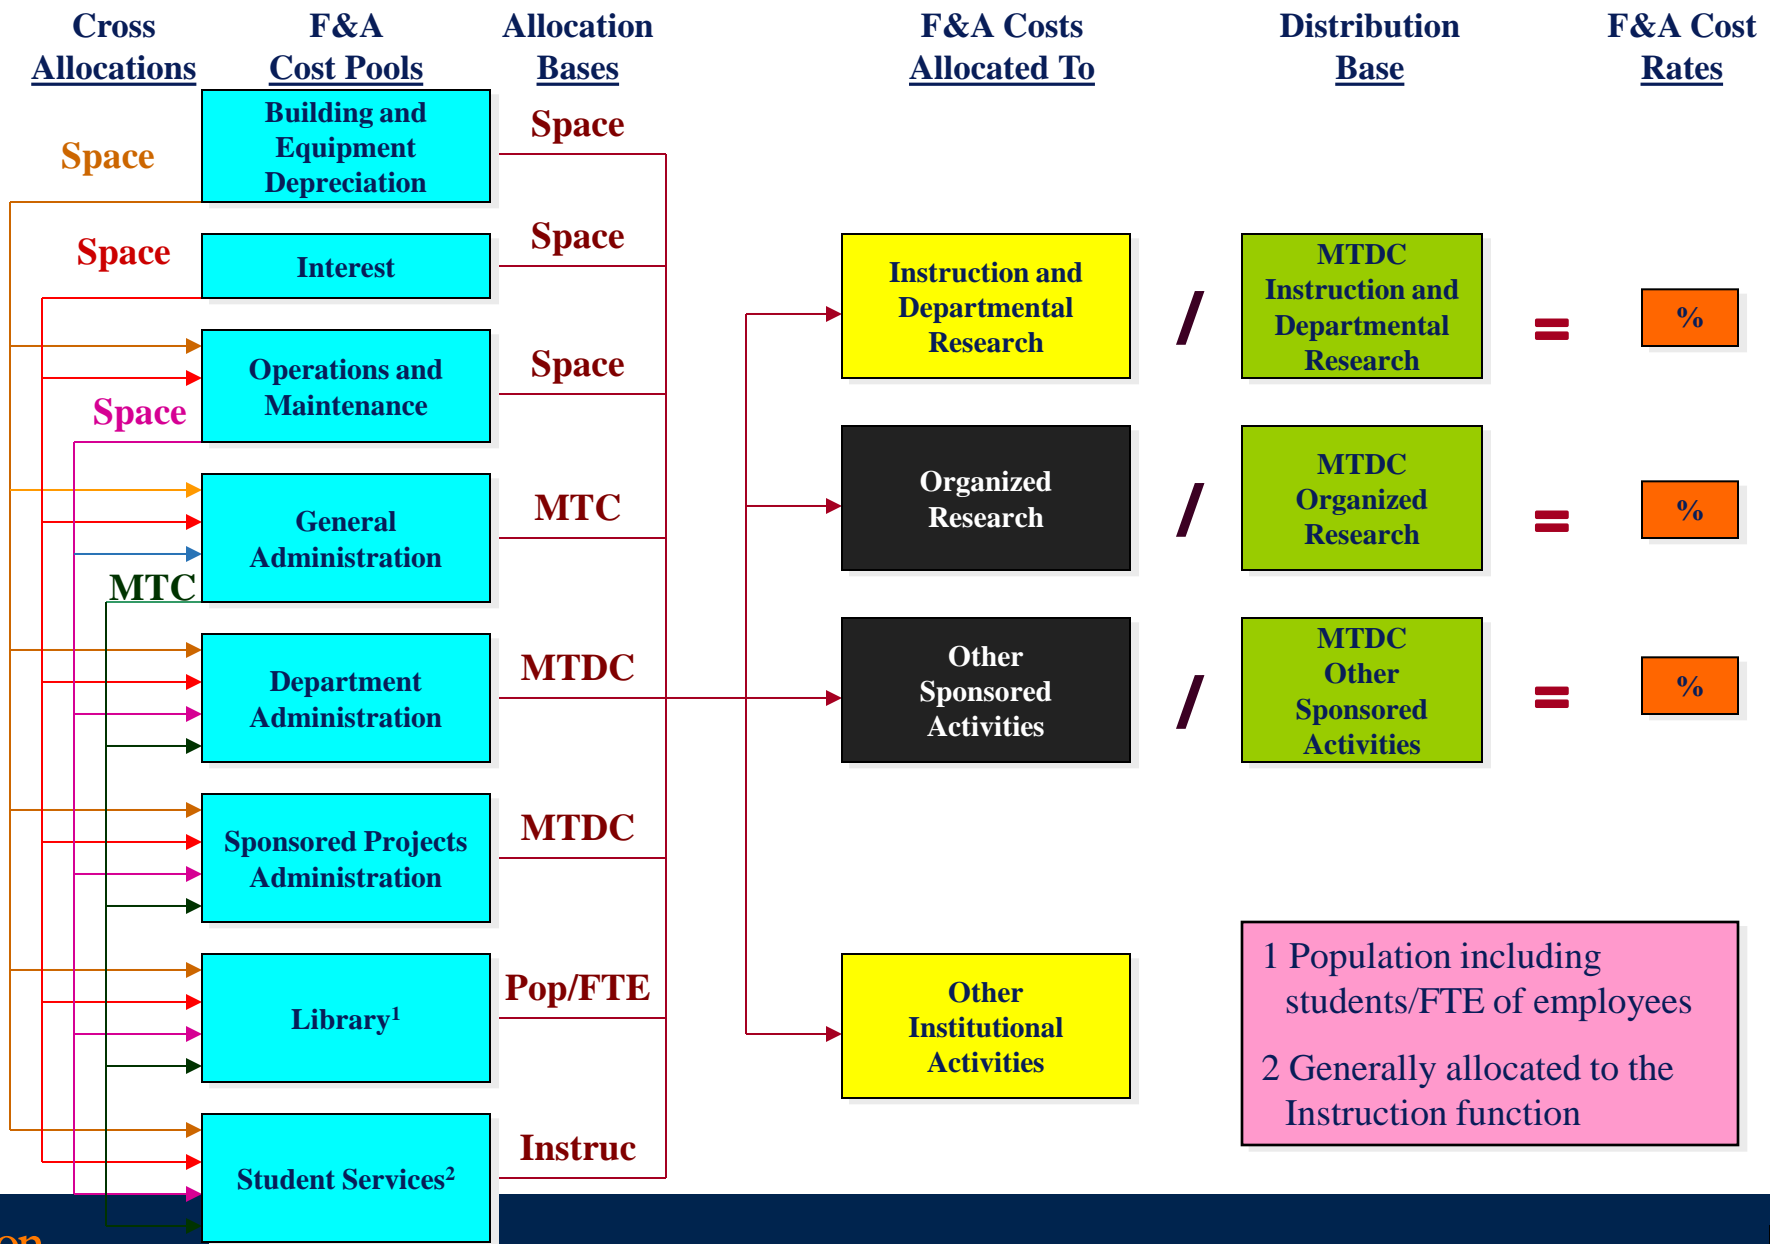 Cross
Allocations
F&A
Cost Pools
Allocation
Bases
F&A Costs
Allocated To
Distribution
Base
F&A Cost
Rates
Space
Building and
Equipment
Depreciation
Space
Space
Interest
Space
Operations and
Maintenance
Space
Space
General
Administration
MTC
MTC
Department
Administration
MTDC
Sponsored Projects
Administration
MTDC
Library1
Pop/FTE
Student Services2
Instruc
Instruction and
Departmental
Research
/
MTDC
Instruction and
Departmental
Research
=
%
Organized
Research
/
MTDC
Organized
Research
=
%
Other
Sponsored
Activities
/
MTDC
Other
Sponsored
Activities
=
%
Other
Institutional
Activities
1 Population including
students/FTE of employees
2 Generally allocated to the
Instruction function